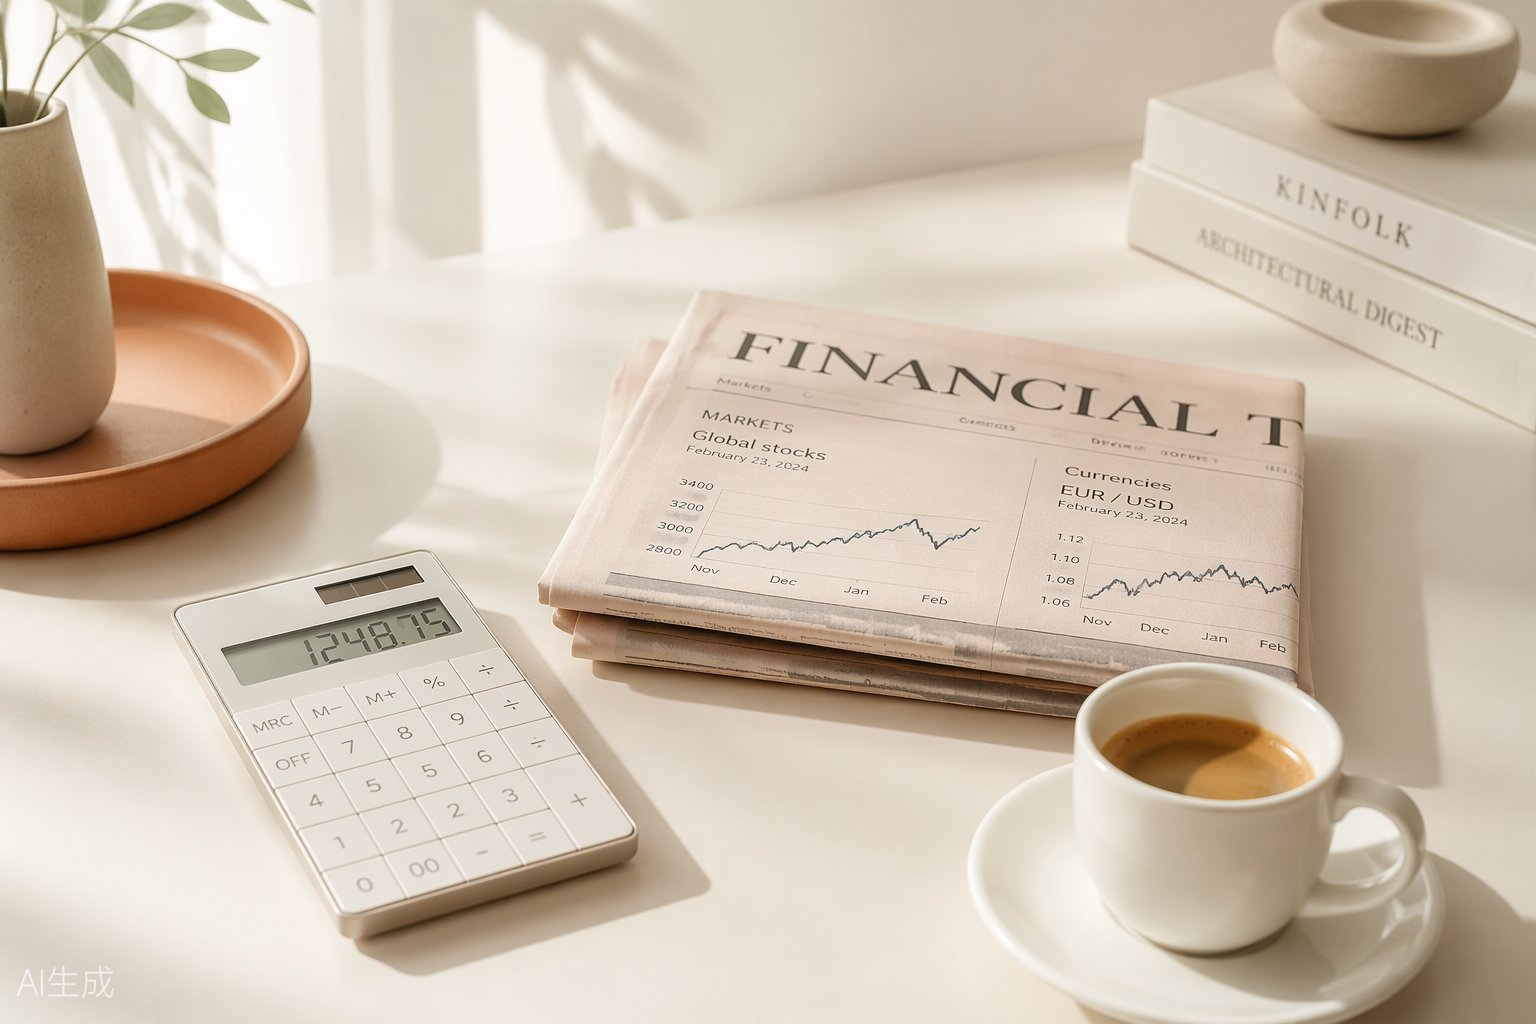 KINFOLK
ARCHITECTURAL DIGEST
FINANCIAL T
Markets
MARKETS
Global stocks
February 23, 2024
3400
3200
3000
2800
Nov Dec Jan Feb
Currencies
EUR / USD
February 23, 2024
1.12
1.10
1.08
1.06
Nov Dec Jan Feb
1248.75
MRC M− M+ % ÷
OFF 7 8 9 ÷
4 5 5 6 ÷
1 2 2 3 +
0 00 - =
AI生成